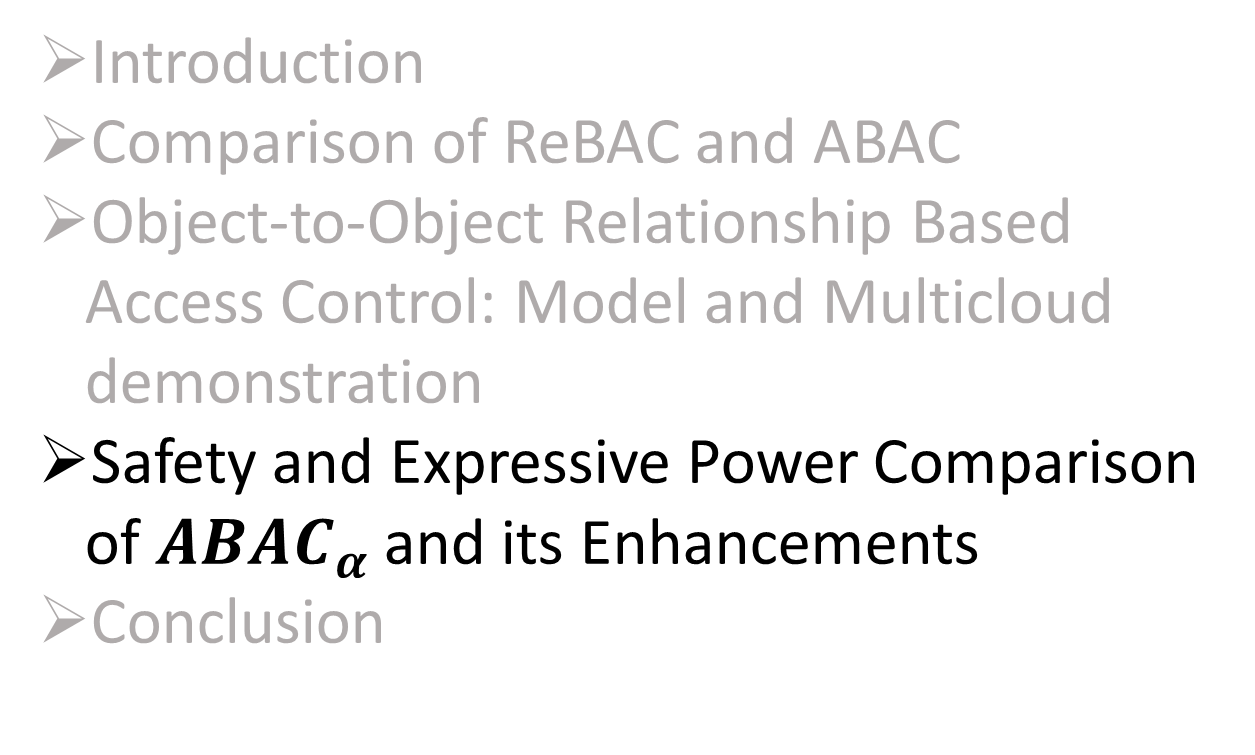 ➢Introduction
➢Comparison of ReBAC and ABAC
➢Object-to-Object Relationship Based
Access Control: Model and Multicloud
demonstration
➢Safety and Expressive Power Comparison
of ABACα and its Enhancements
➢Conclusion